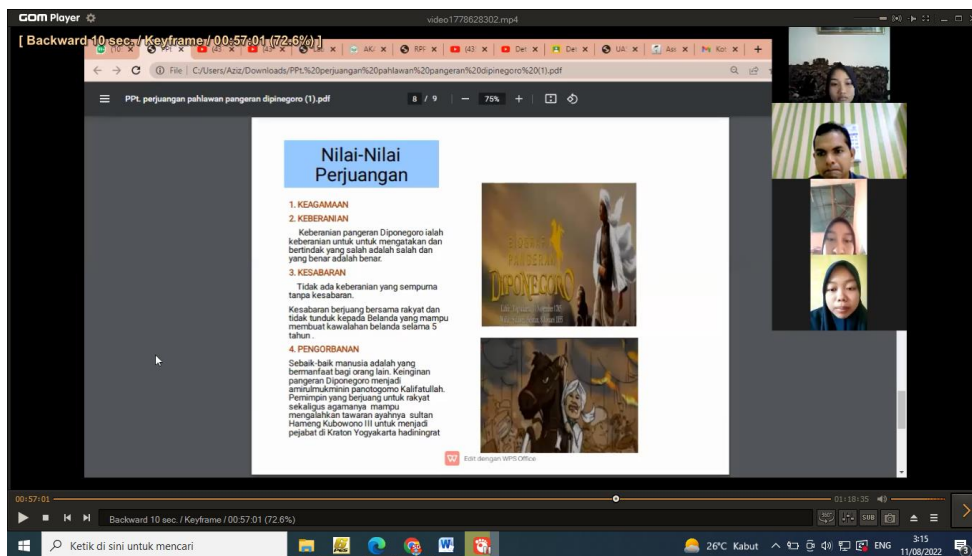 GOM Player
video1778628302.mp4
[ Backward 10 sec. / Keyframe / 00:57:01 (72.6%) ]
File | C:/Users/Aziz/Downloads/PPt.%20perjuangan%20pahlawan%20pangeran%20dipinegoro%20(1).pdf
PPt. perjuangan pahlawan pangeran dipinegoro (1).pdf
8 / 9
75%
Nilai-Nilai
Perjuangan
1. KEAGAMAAN
2. KEBERANIAN
Keberanian pangeran Diponegoro ialah
keberanian untuk untuk mengatakan dan
bertindak yang salah adalah salah dan
yang benar adalah benar.
3. KESABARAN
Tidak ada keberanian yang sempurna
tanpa kesabaran.
Kesabaran berjuang bersama rakyat dan
tidak tunduk kepada Belanda yang mampu
membuat kawalahan belanda selama 5
tahun .
4. PENGORBANAN
Sebaik-baik manusia adalah yang
bermanfaat bagi orang lain. Keinginan
pangeran Diponegoro menjadi
amirulmukminin panotogomo Kalifatullah.
Pemimpin yang berjuang untuk rakyat
sekaligus agamanya mampu
mengalahkan tawaran ayahnya sultan
Hameng Kubowono III untuk menjadi
pejabat di Kraton Yogyakarta hadiningrat
PANGERAN
DIPONEGORO
Edit dengan WPS Office
00:57:01
01:18:35
Backward 10 sec. / Keyframe / 00:57:01 (72.6%)
360°
SUB
Ketik di sini untuk mencari
26°C Kabut
ENG
3:15
11/08/2022